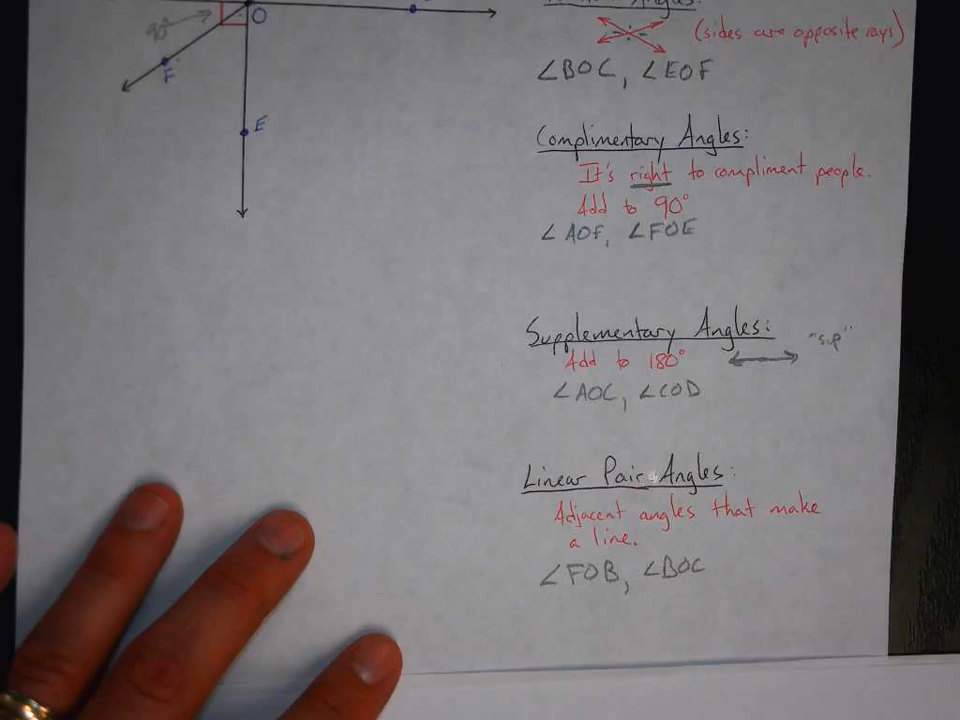 Angles:
(sides are opposite rays)
∠BOC, ∠EOF
Complimentary Angles:
It's right to compliment people.
Add to 90°
∠AOF, ∠FOE
Supplementary Angles:
"sup"
Add to 180°
∠AOC, ∠COD
Linear Pair Angles:
Adjacent angles that make
a line.
∠FOB, ∠BOC
90°
O
F
E